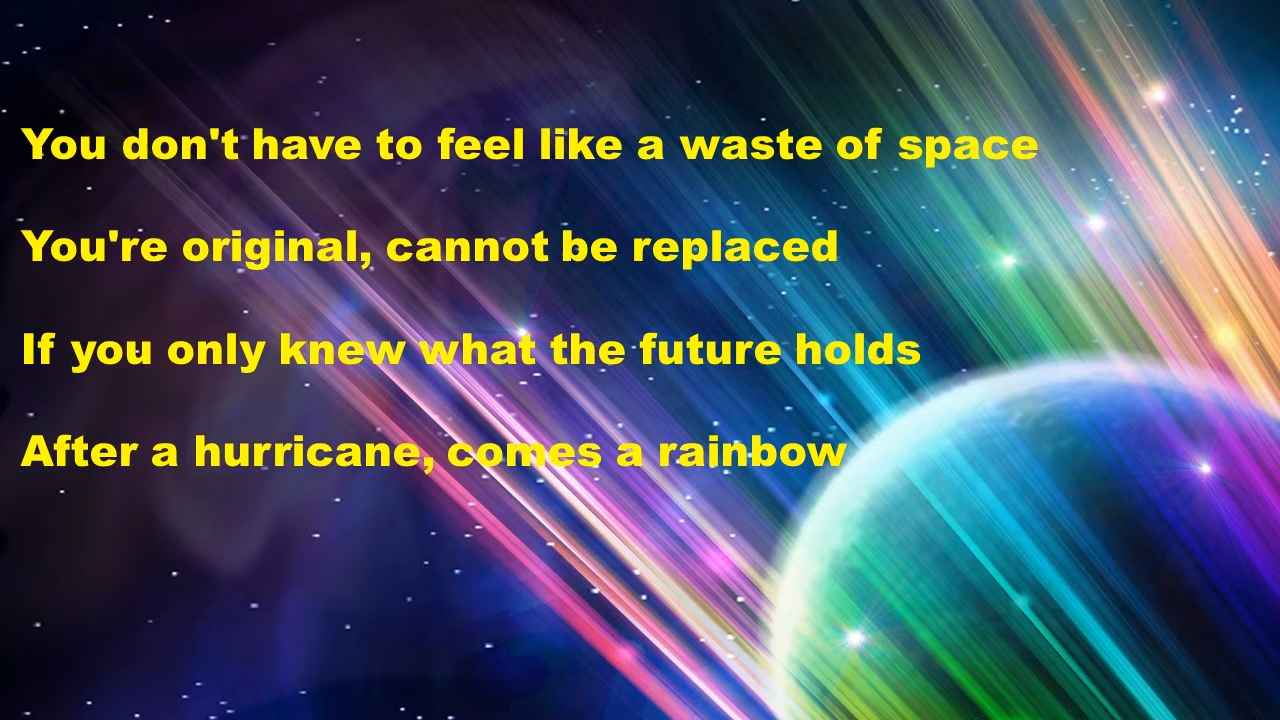 You don't have to feel like a waste of space
You're original, cannot be replaced
If you only knew what the future holds
After a hurricane, comes a rainbow